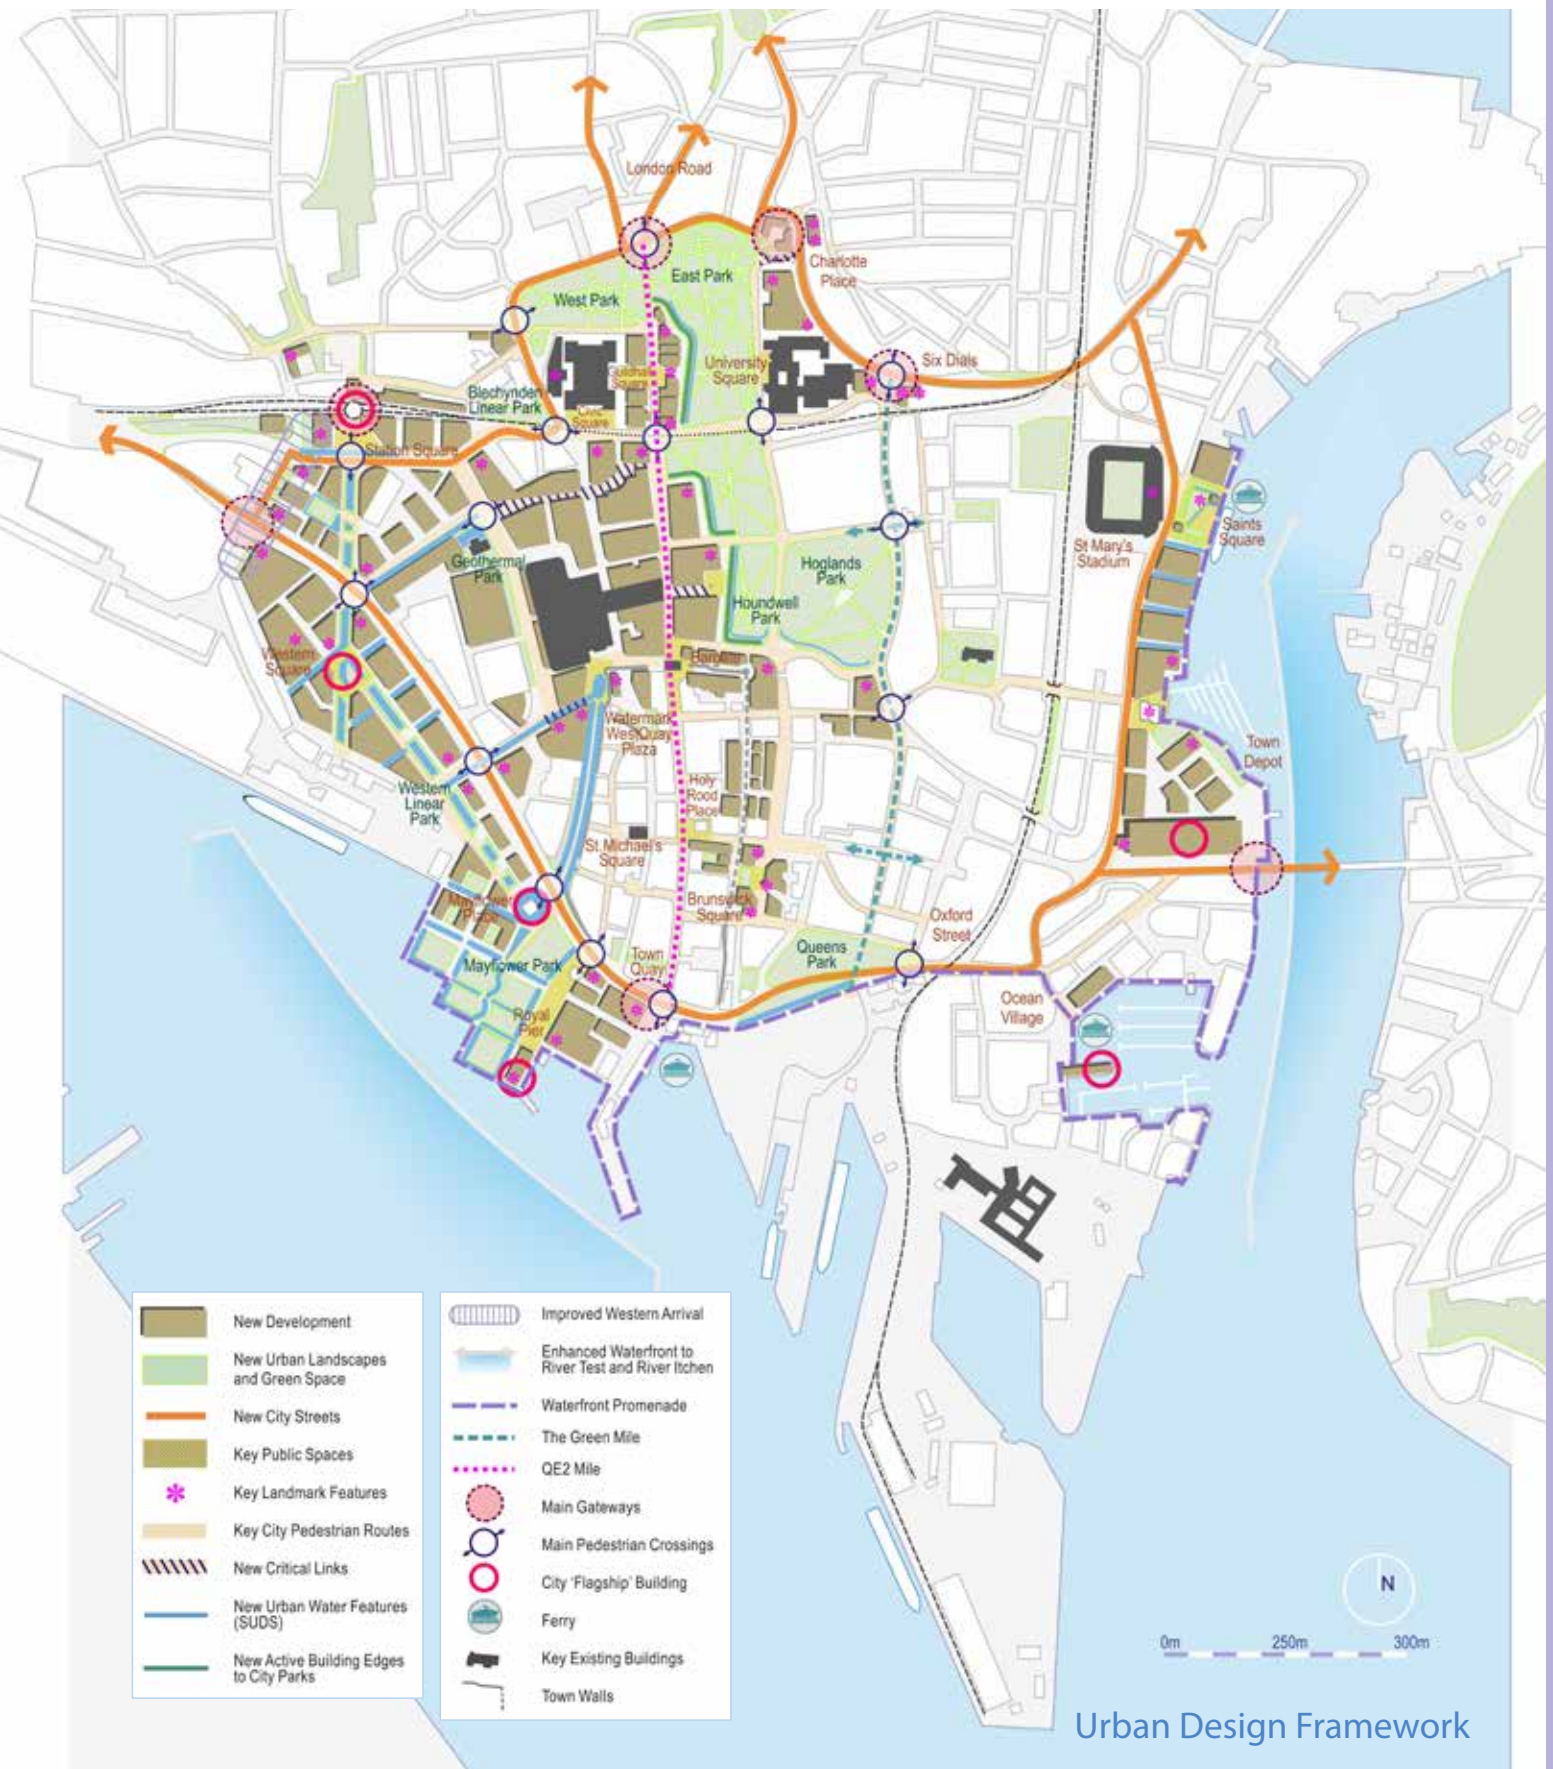 London Road
East Park
West Park
Charlotte
Place
University
Square
Six Dials
Guildhall
Square
Blechynden
Linear Park
Civic
Square
Station Square
Saints
Square
St Mary's
Stadium
Geothermal
Park
Hoglands
Park
Houndwell
Park
Western
Square
Bargate
Watermark
WestQuay
Plaza
Town
Depot
Holy
Rood
Place
Western
Linear
Park
St Michael's
Square
Mayflower
Place
Brunswick
Square
Oxford
Street
Queens
Park
Town
Quay
Mayflower Park
Royal
Pier
Ocean
Village
New Development
New Urban Landscapes
and Green Space
New City Streets
Key Public Spaces
Key Landmark Features
Key City Pedestrian Routes
New Critical Links
New Urban Water Features
(SUDS)
New Active Building Edges
to City Parks
Improved Western Arrival
Enhanced Waterfront to
River Test and River Itchen
Waterfront Promenade
The Green Mile
QE2 Mile
Main Gateways
Main Pedestrian Crossings
City 'Flagship' Building
Ferry
Key Existing Buildings
Town Walls
N
0m 250m 300m
Urban Design Framework